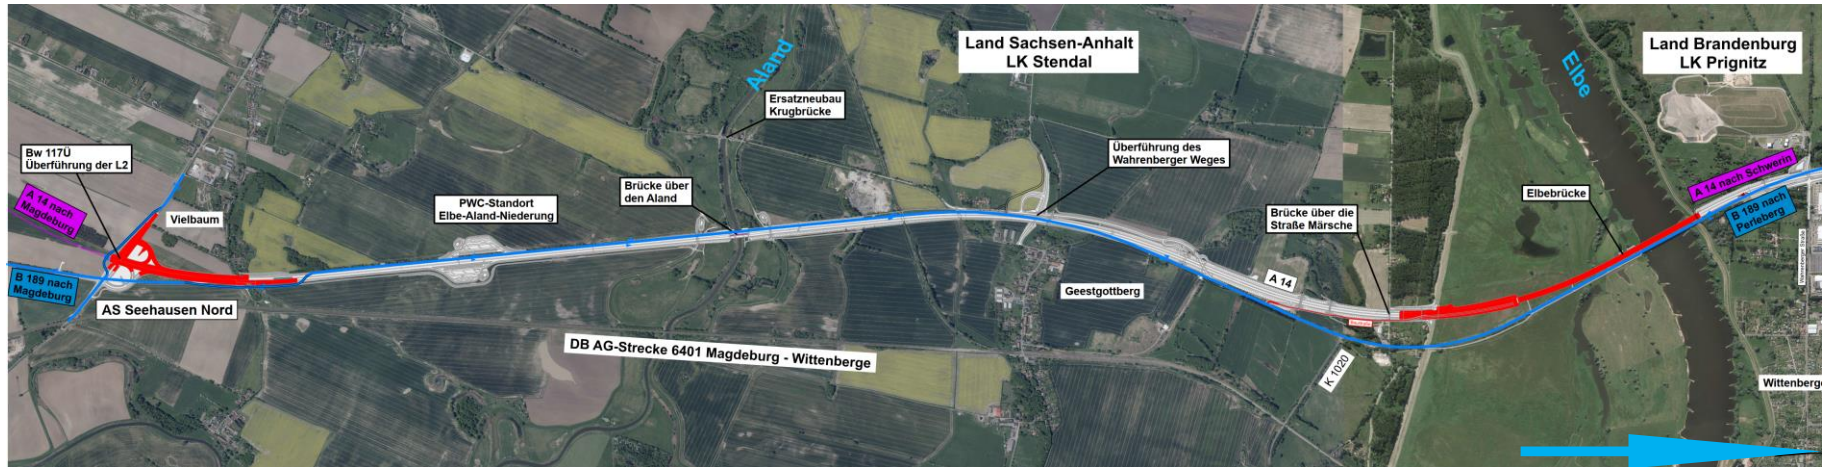 Land Sachsen-Anhalt
LK Stendal
Land Brandenburg
LK Prignitz
Aland
Elbe
Ersatzneubau
Krugbrücke
Bw 117Ü
Überführung der L2
Überführung des
Wahrenberger Weges
A 14 nach
Magdeburg
Vielbaum
PWC-Standort
Elbe-Aland-Niederung
Brücke über
den Aland
Brücke über die
Straße Märsche
Elbebrücke
A 14 nach Schwerin
B 189 nach
Perleberg
B 189 nach
Magdeburg
AS Seehausen Nord
A 14
Geestgottberg
DB AG-Strecke 6401 Magdeburg - Wittenberge
K 1020
Wittenberge